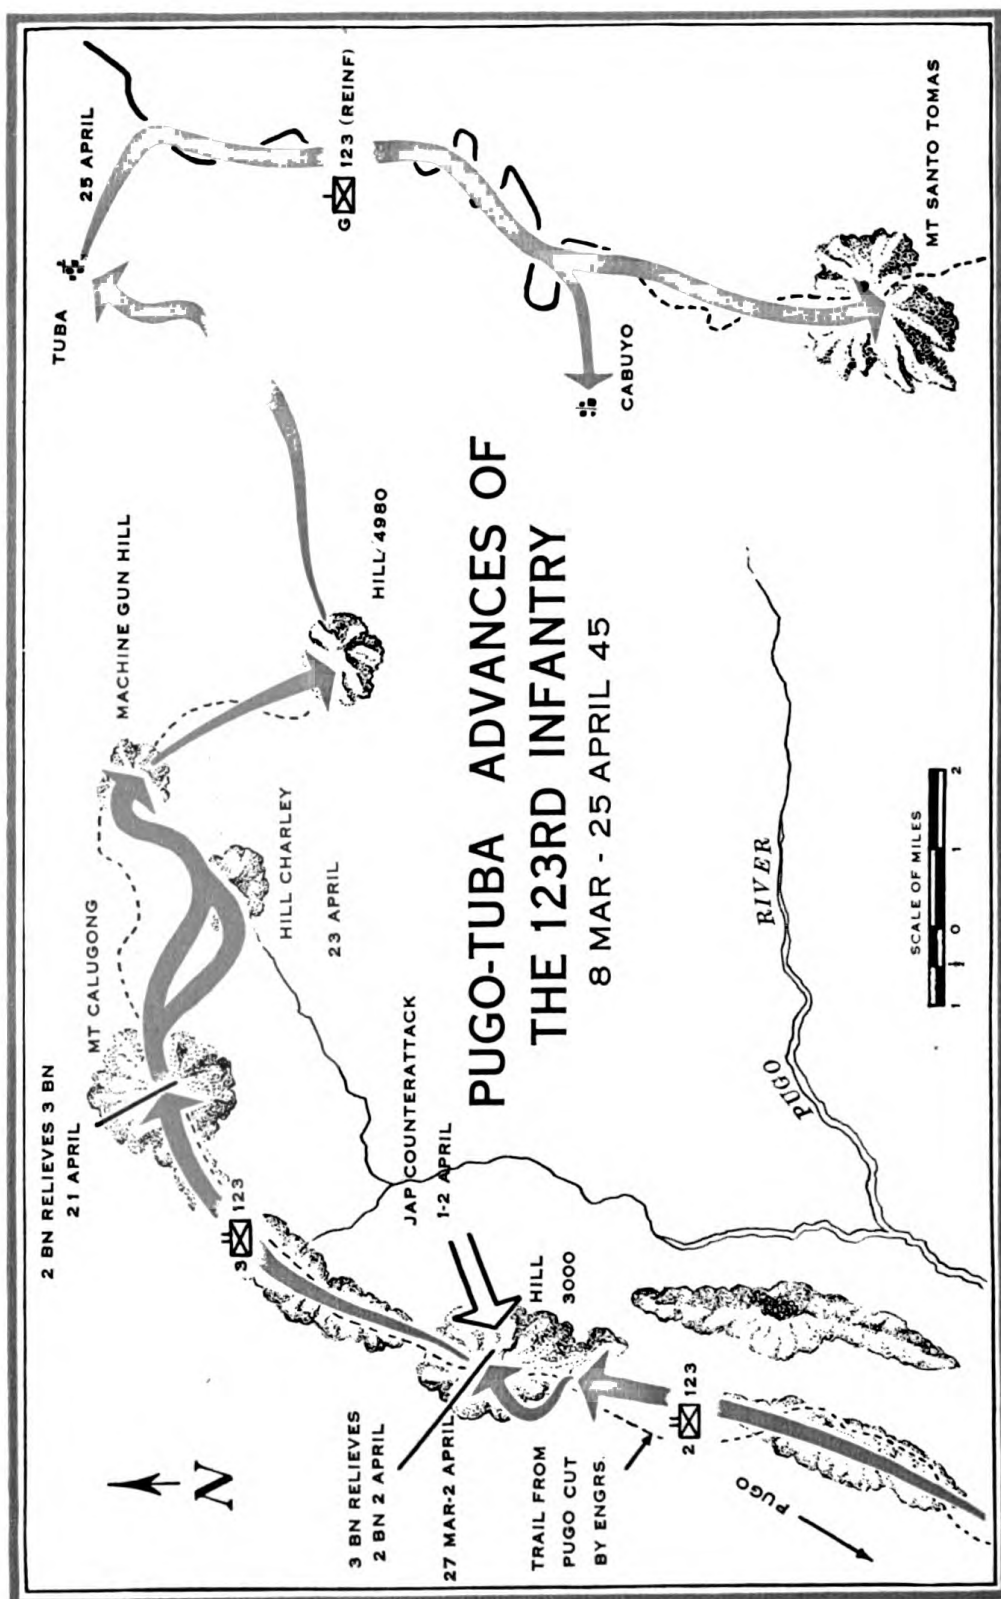 PUGO-TUBA ADVANCES OF
THE 123RD INFANTRY
8 MAR - 25 APRIL 45
N
2 BN RELIEVES 3 BN
21 APRIL
MT CALUGONG
MACHINE GUN HILL
TUBA
25 APRIL
G 123 (REINF)
3 123
HILL CHARLEY
23 APRIL
HILL 4980
CABUYO
MT SANTO TOMAS
JAP COUNTERATTACK
1-2 APRIL
3 BN RELIEVES
2 BN 2 APRIL
27 MAR-2 APRIL
HILL
3000
TRAIL FROM
PUGO CUT
BY ENGRS.
2 123
PUGO
PUGO RIVER
SCALE OF MILES
1 ½ 0 1 2